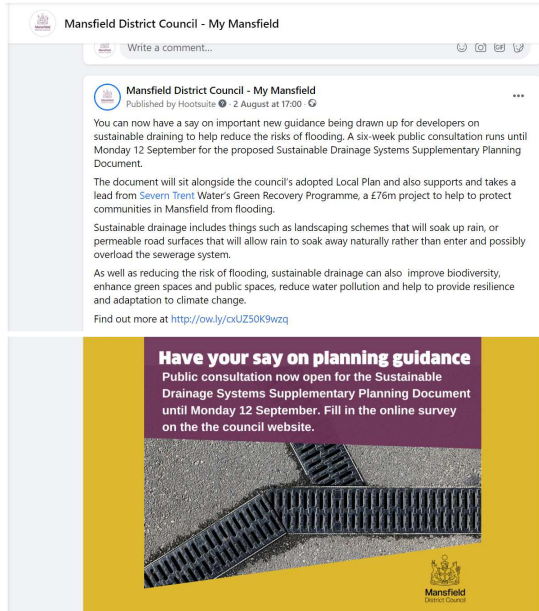 Mansfield District Council - My Mansfield
Write a comment...
GIF
Mansfield District Council - My Mansfield
Published by Hootsuite · 2 August at 17:00 ·
You can now have a say on important new guidance being drawn up for developers on
sustainable draining to help reduce the risks of flooding. A six-week public consultation runs until
Monday 12 September for the proposed Sustainable Drainage Systems Supplementary Planning
Document.
The document will sit alongside the council's adopted Local Plan and also supports and takes a
lead from Severn Trent Water's Green Recovery Programme, a £76m project to help to protect
communities in Mansfield from flooding.
Sustainable drainage includes things such as landscaping schemes that will soak up rain, or
permeable road surfaces that will allow rain to soak away naturally rather than enter and possibly
overload the sewerage system.
As well as reducing the risk of flooding, sustainable drainage can also improve biodiversity,
enhance green spaces and public spaces, reduce water pollution and help to provide resilience
and adaptation to climate change.
Find out more at http://ow.ly/cxUZ50K9wzq
Have your say on planning guidance
Public consultation now open for the Sustainable
Drainage Systems Supplementary Planning Document
until Monday 12 September. Fill in the online survey
on the the council website.
Mansfield
District Council